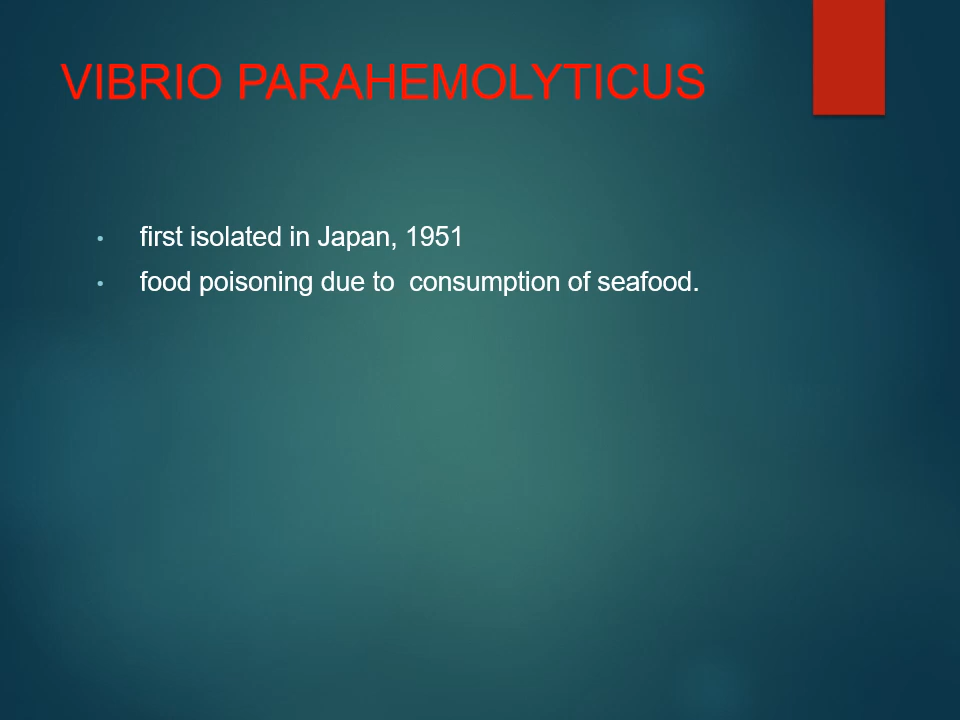 VIBRIO PARAHEMOLYTICUS
• first isolated in Japan, 1951
• food poisoning due to  consumption of seafood.